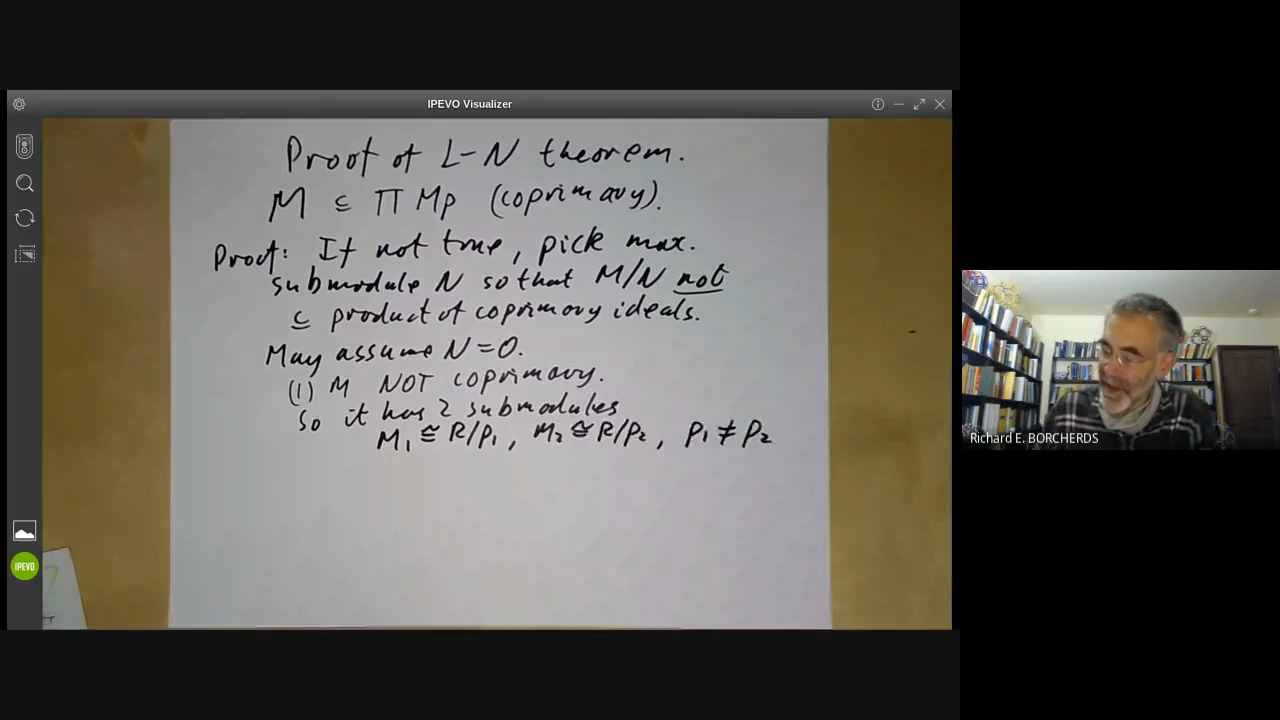 IPEVO Visualizer
Proof of L-N theorem.
M ⊆ Π Mp (coprimary).
Proof: If not true, pick max.
submodule N so that M/N not
⊆ product of coprimary ideals.
May assume N=0.
(1) M NOT coprimary.
So it has 2 submodules
M₁ ≅ R/P₁, M₂ ≅ R/P₂, P₁ ≠ P₂
IPEVO
7
Richard E. BORCHERDS